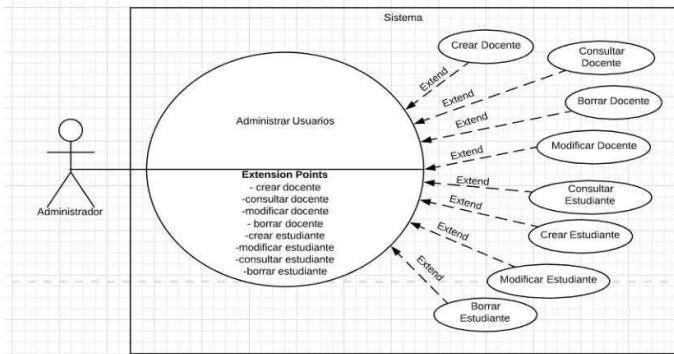 Sistema
Crear Docente
Consultar
Docente
Borrar Docente
Modificar Docente
Consultar
Estudiante
Crear Estudiante
Modificar Estudiante
Borrar
Estudiante
Extend
Extend
Extend
Extend
Extend
Extend
Extend
Extend
Administrar Usuarios
Extension Points
- crear docente
-consultar docente
-modificar docente
- borrar docente
-crear estudiante
-modificar estudiante
-consultar estudiante
-borrar estudiante
Administrador